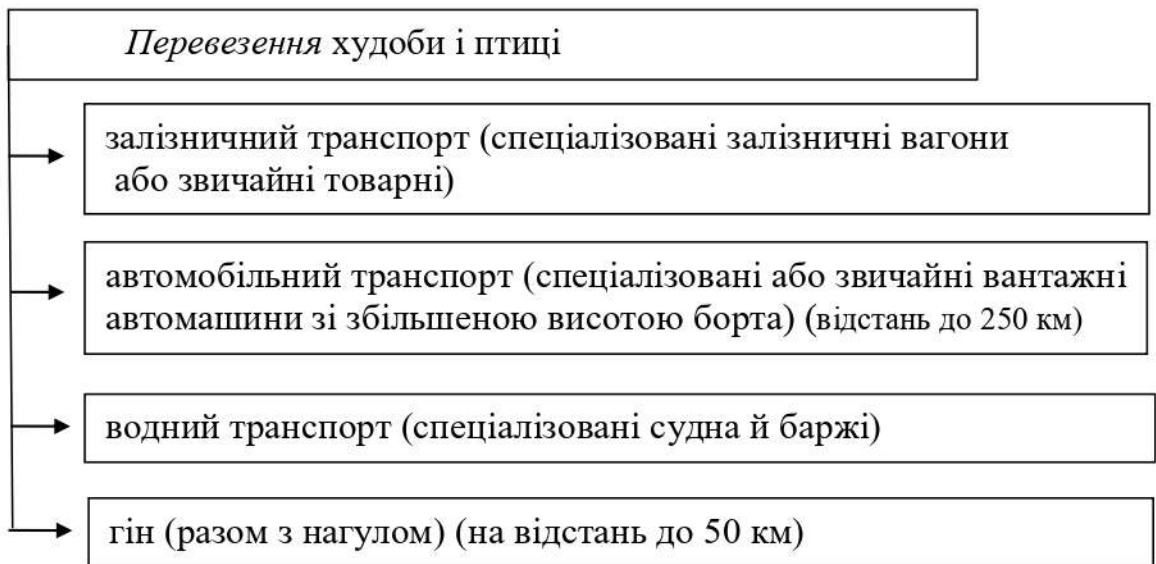 Перевезення худоби і птиці
залізничний транспорт (спеціалізовані залізничні вагони
або звичайні товарні)
автомобільний транспорт (спеціалізовані або звичайні вантажні
автомашини зі збільшеною висотою борта) (відстань до 250 км)
водний транспорт (спеціалізовані судна й баржі)
гін (разом з нагулом) (на відстань до 50 км)